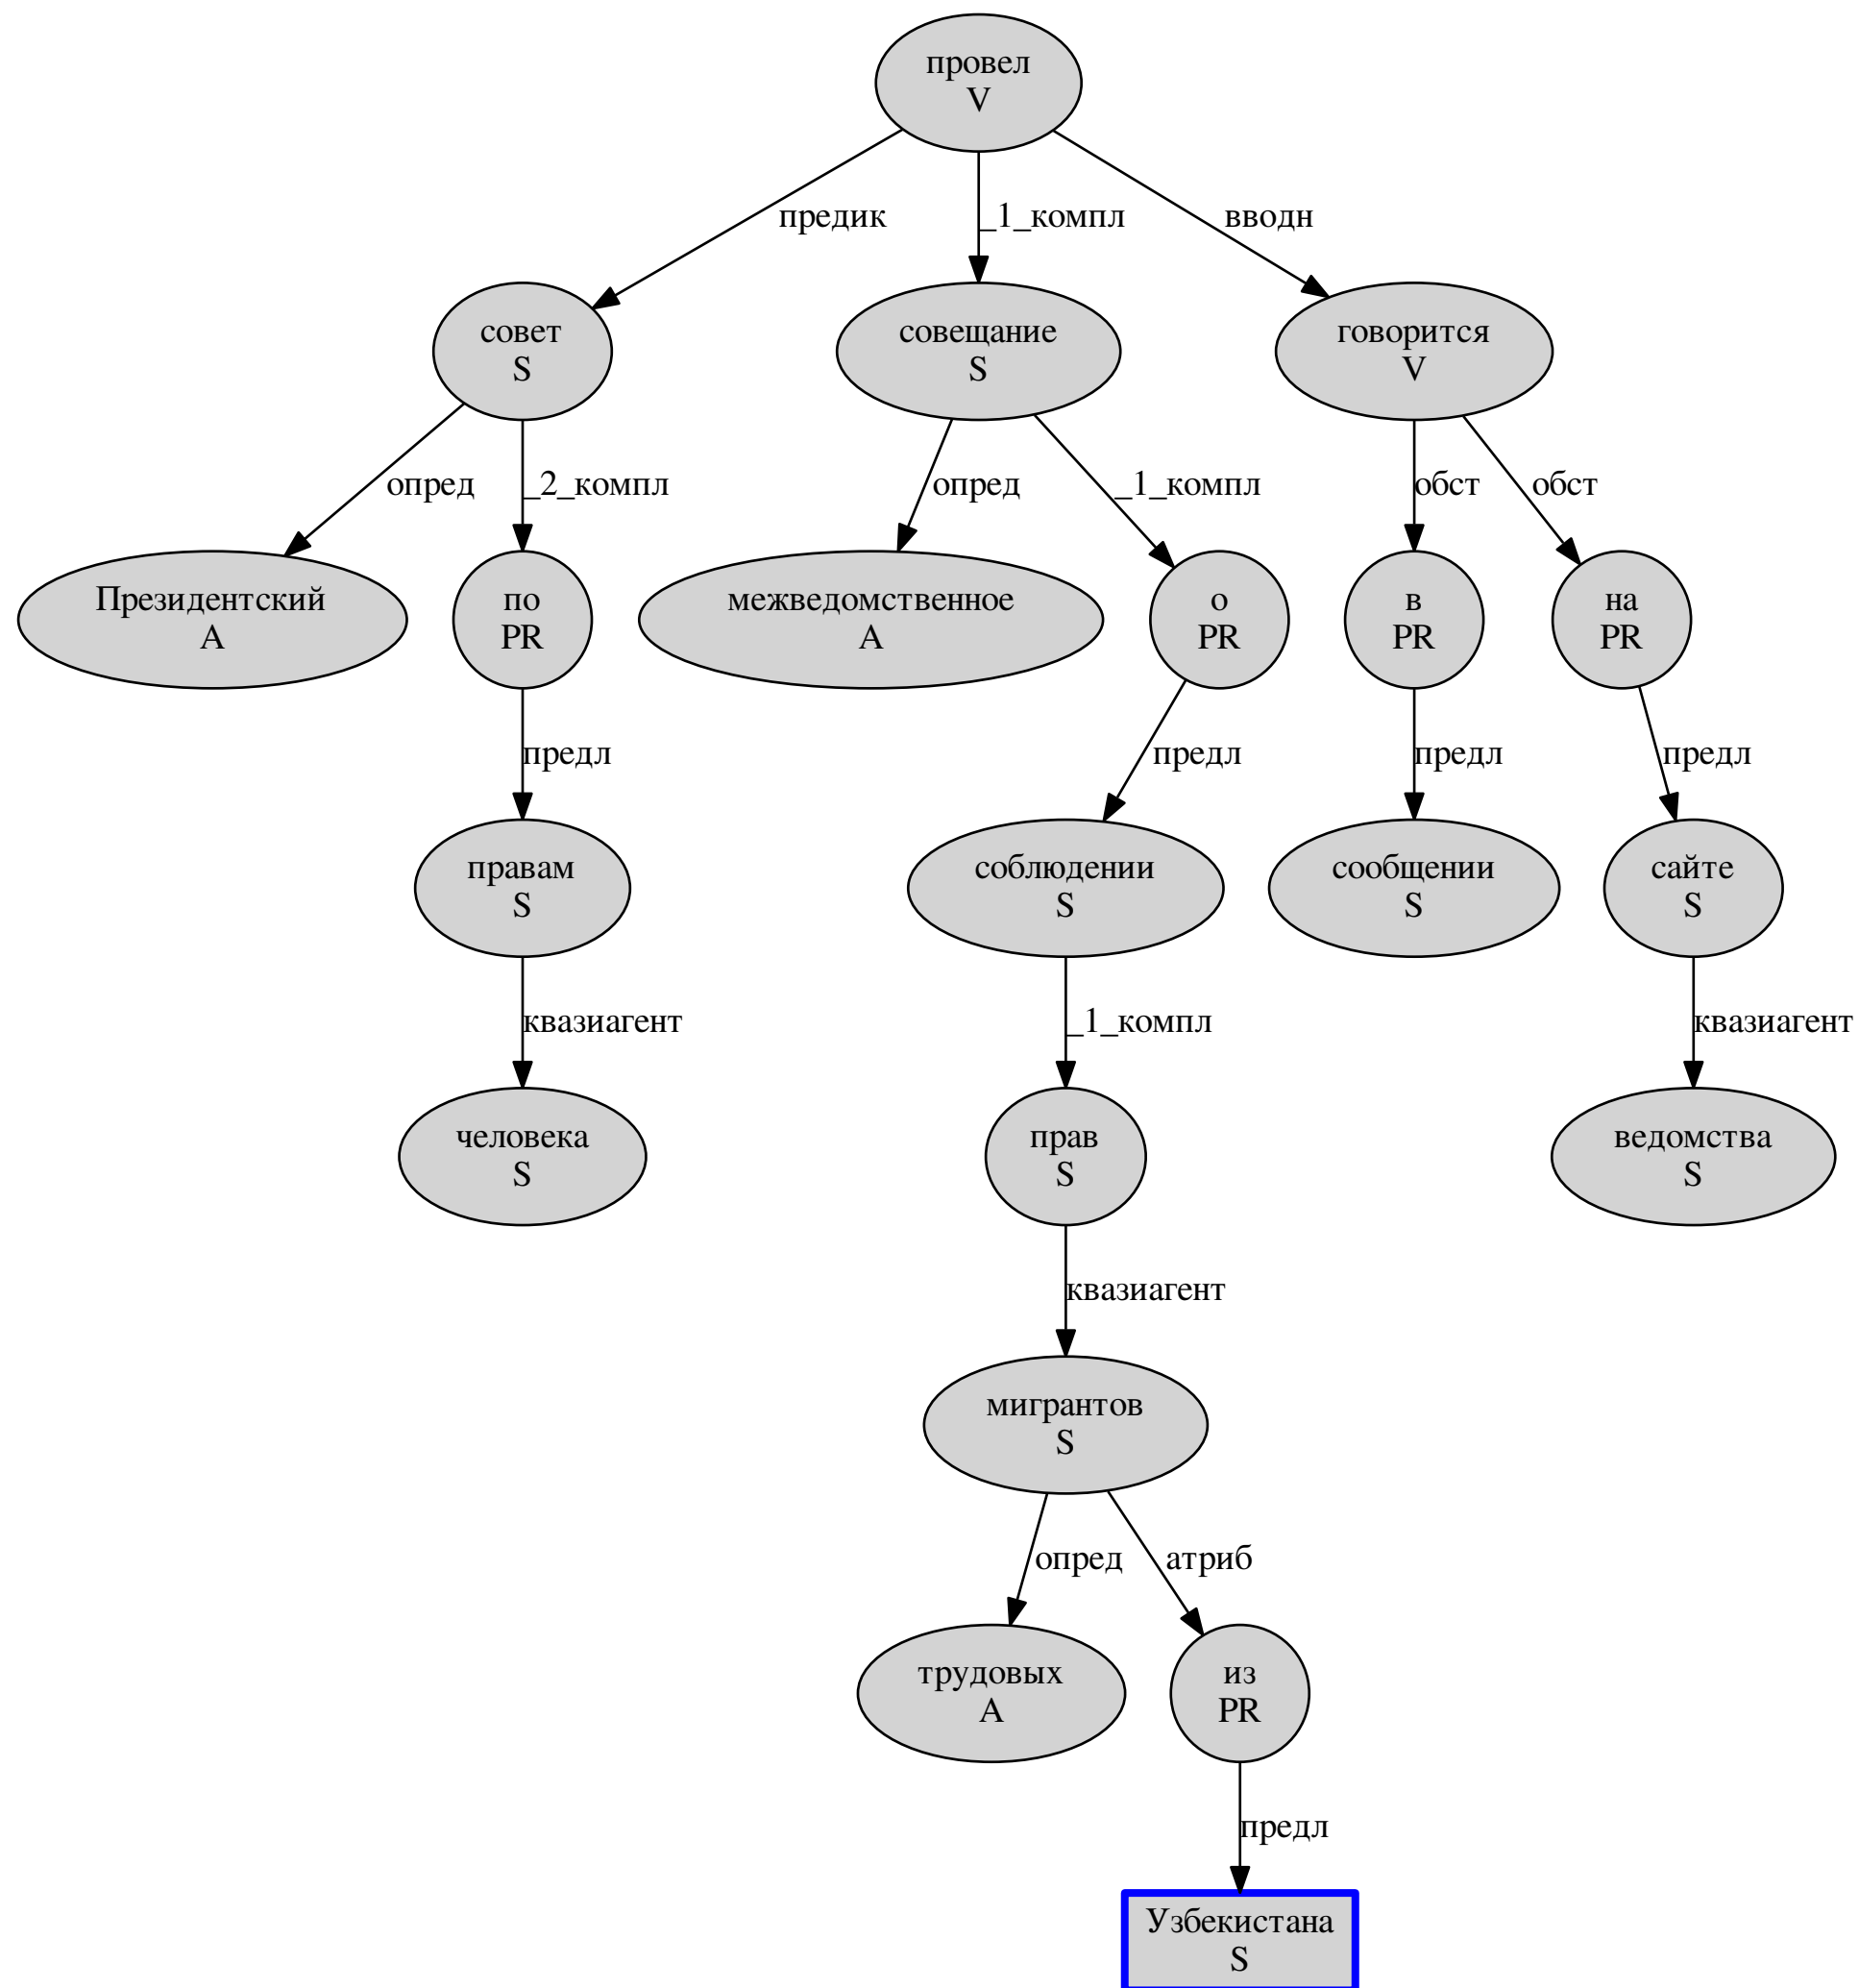 провел
V
предик
_1_компл
вводн
совет
S
совещание
S
говорится
V
опред
_2_компл
опред
_1_компл
обст
обст
Президентский
A
по
PR
межведомственное
A
о
PR
в
PR
на
PR
предл
предл
предл
предл
правам
S
соблюдении
S
сообщении
S
сайте
S
квазиагент
_1_компл
квазиагент
человека
S
прав
S
ведомства
S
квазиагент
мигрантов
S
опред
атриб
трудовых
A
из
PR
предл
Узбекистана
S